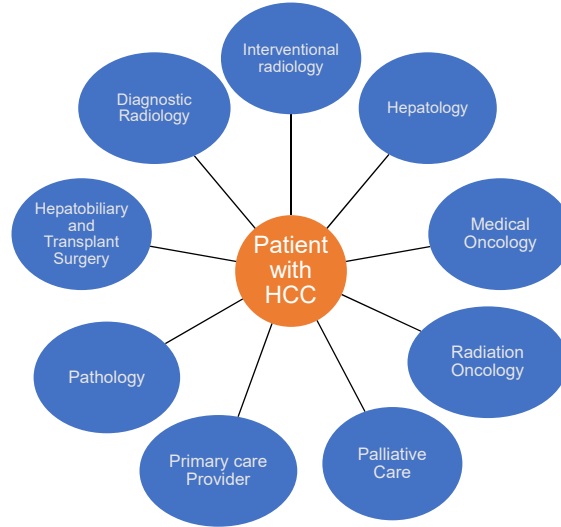 Interventional
radiology
Hepatology
Medical
Oncology
Radiation
Oncology
Palliative
Care
Primary care
Provider
Pathology
Hepatobiliary
and
Transplant
Surgery
Diagnostic
Radiology
Patient
with
HCC